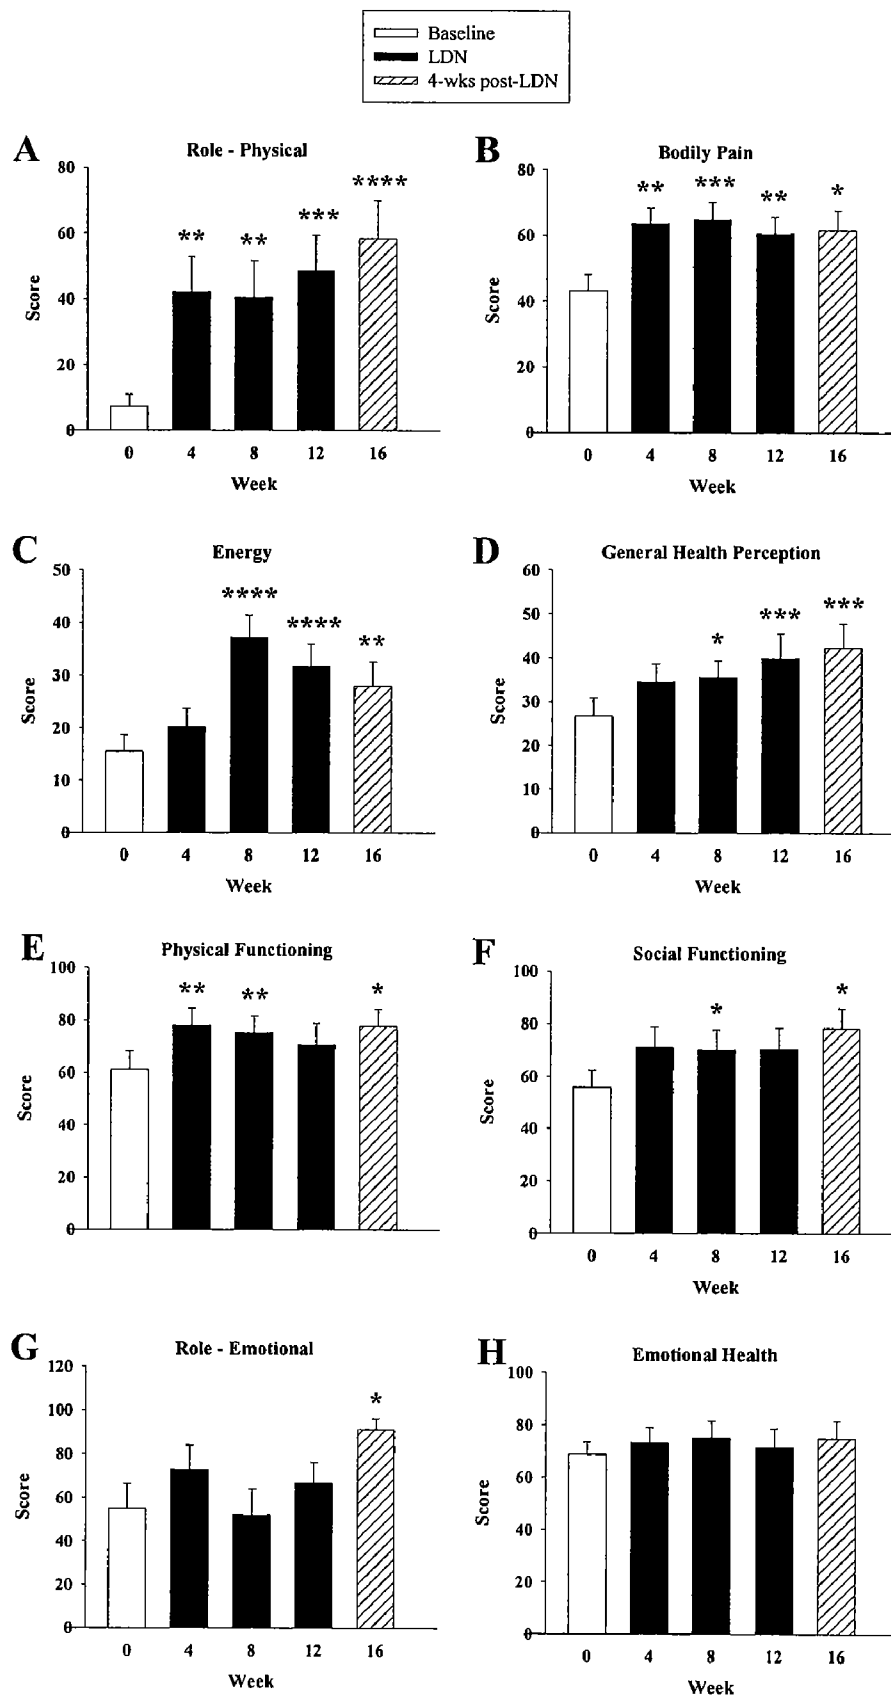 Baseline
LDN
4-wks post-LDN
A
Role - Physical
80
60
40
20
0
Score
** ** *** ****
0 4 8 12 16
Week
B
Bodily Pain
80
60
40
20
0
Score
** *** ** *
0 4 8 12 16
Week
C
Energy
50
40
30
20
10
0
Score
**** **** **
0 4 8 12 16
Week
D
General Health Perception
60
50
40
30
20
10
0
Score
* *** ***
0 4 8 12 16
Week
E
Physical Functioning
100
80
60
40
20
0
Score
** ** *
F
Social Functioning
100
80
60
40
20
0
Score
* *
0 4 8 12 16
Week
G
Role - Emotional
120
100
80
60
40
20
0
Score
*
0 4 8 12 16
Week
H
Emotional Health
100
80
60
40
20
0
Score
0 4 8 12 16
Week